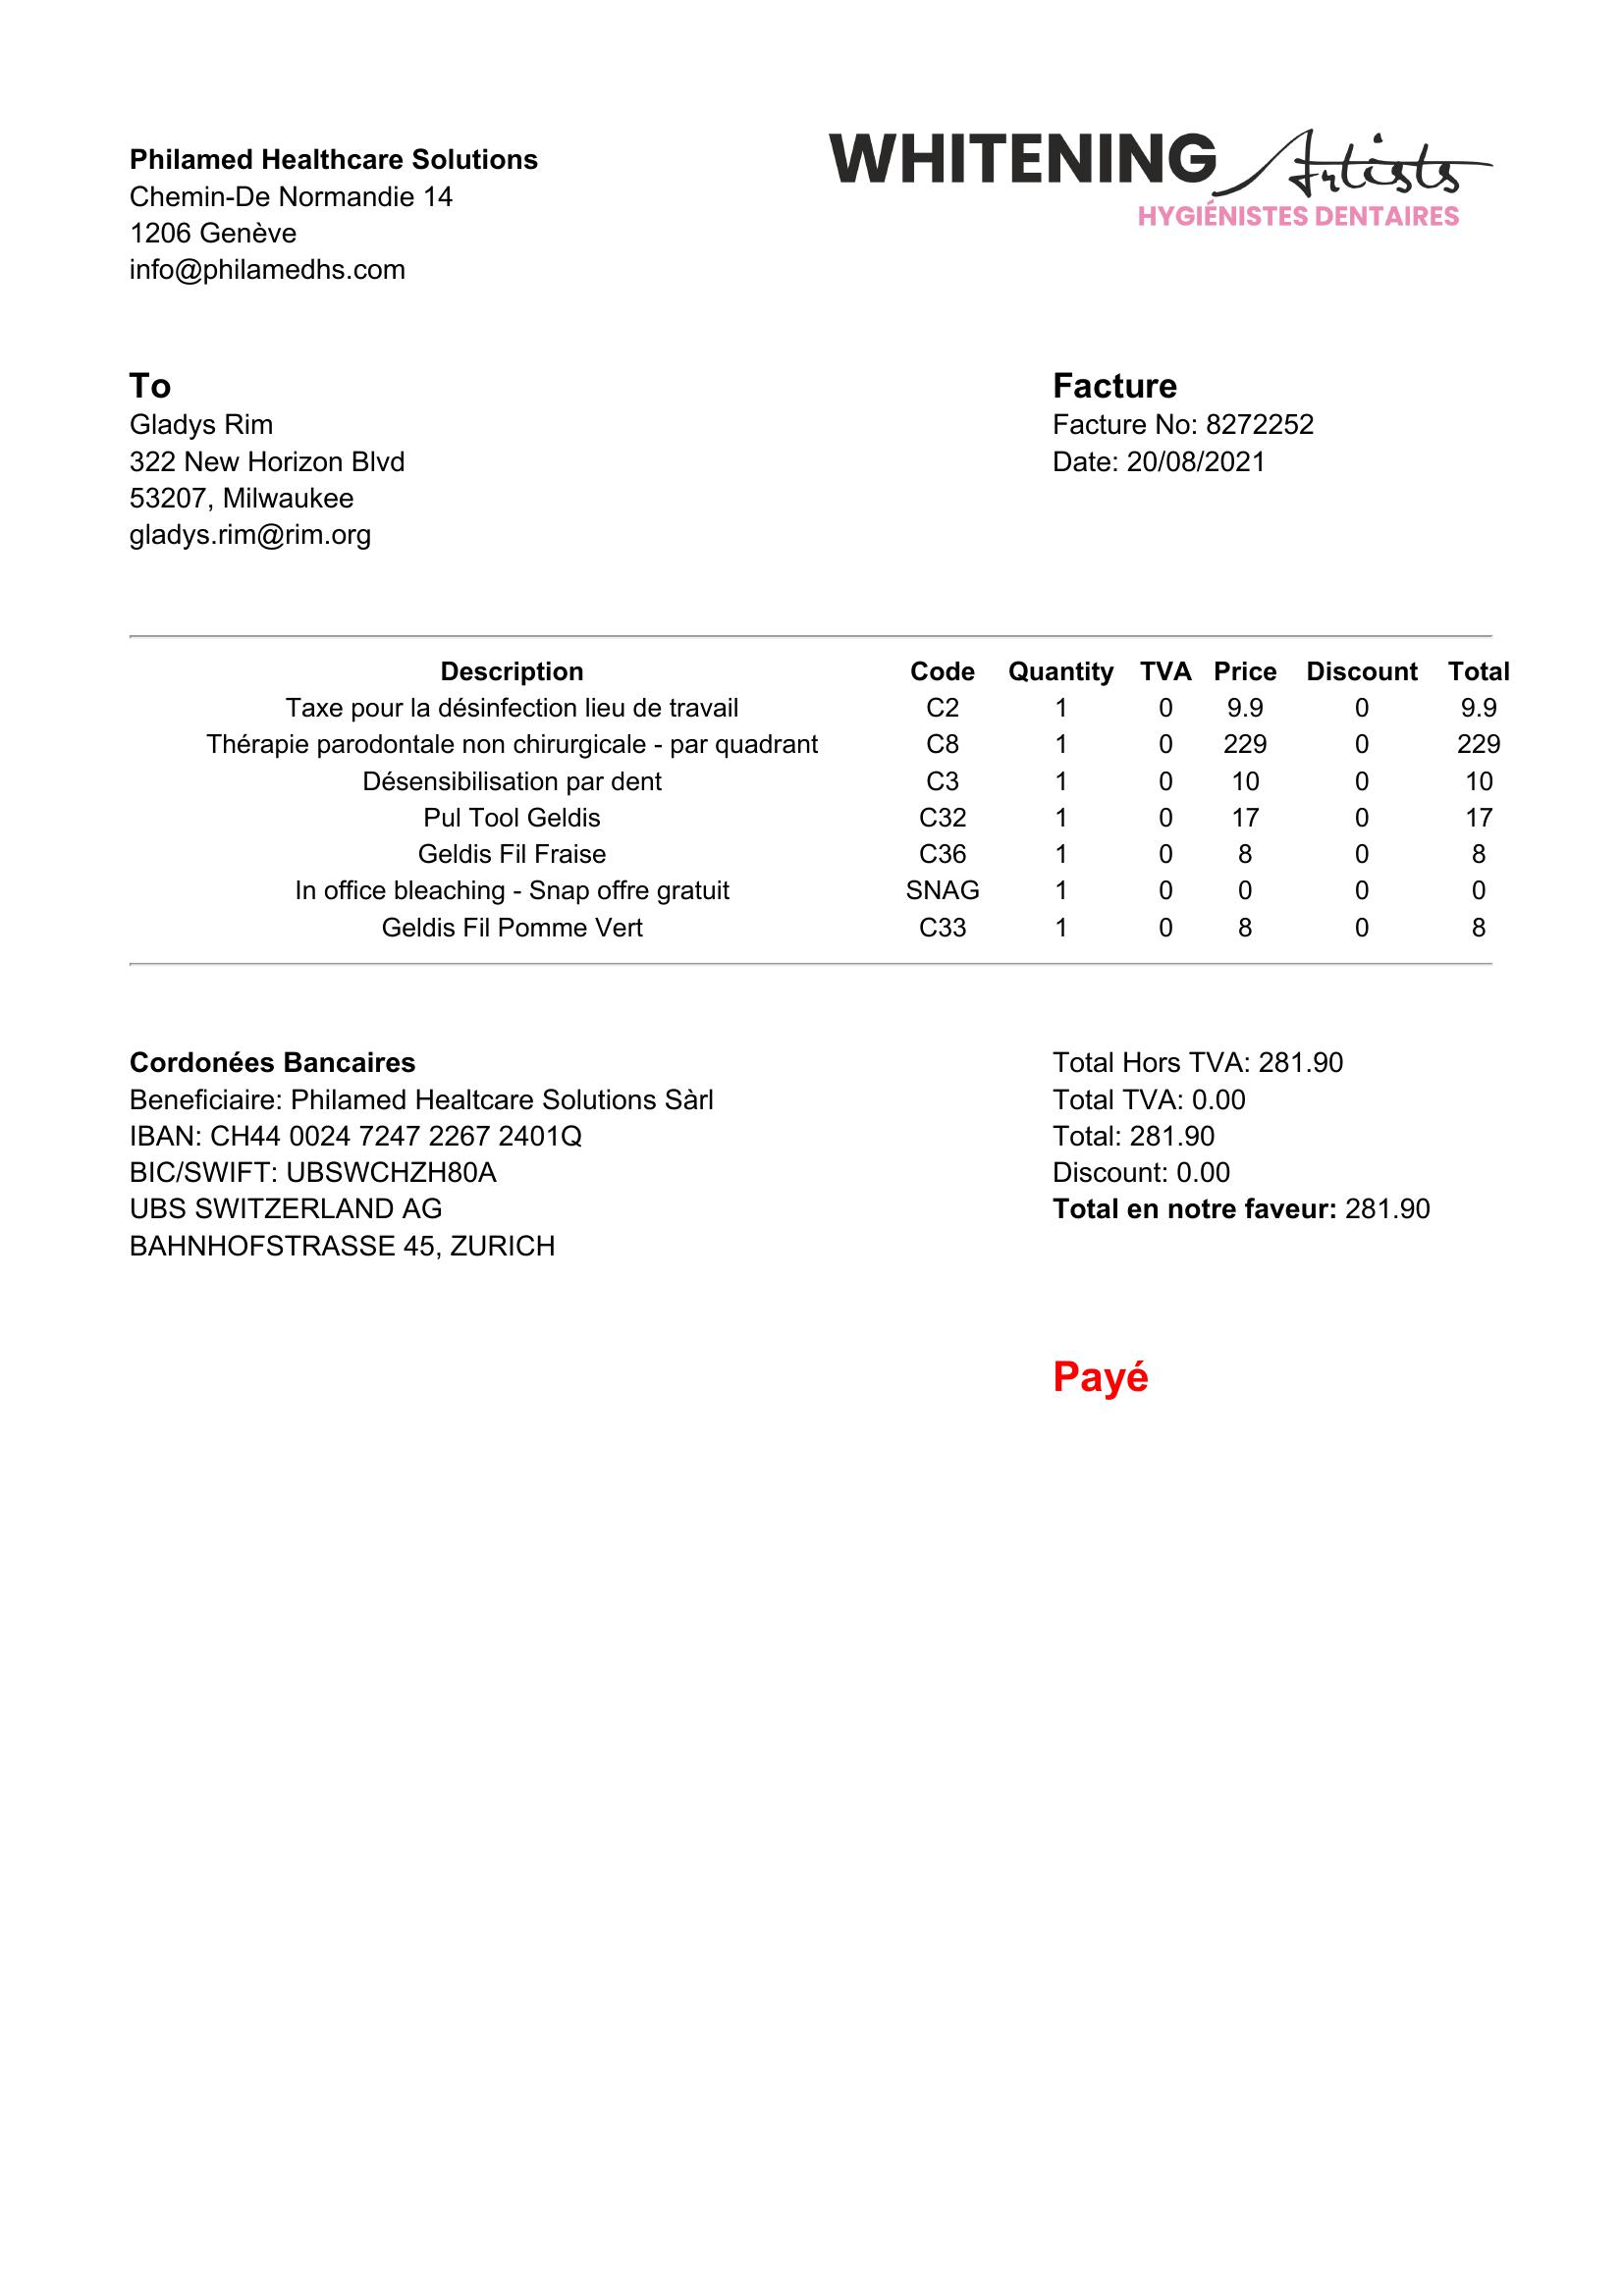 Philamed Healthcare Solutions
Chemin-De Normandie 14
1206 Genève
info@philamedhs.com
WHITENING Artists
HYGIÉNISTES DENTAIRES
To
Gladys Rim
322 New Horizon Blvd
53207, Milwaukee
gladys.rim@rim.org
Facture
Facture No: 8272252
Date: 20/08/2021
Description Code Quantity TVA Price Discount Total
Taxe pour la désinfection lieu de travail C2 1 0 9.9 0 9.9
Thérapie parodontale non chirurgicale - par quadrant C8 1 0 229 0 229
Désensibilisation par dent C3 1 0 10 0 10
Pul Tool Geldis C32 1 0 17 0 17
Geldis Fil Fraise C36 1 0 8 0 8
In office bleaching - Snap offre gratuit SNAG 1 0 0 0 0
Geldis Fil Pomme Vert C33 1 0 8 0 8
Cordonées Bancaires
Beneficiaire: Philamed Healtcare Solutions Sàrl
IBAN: CH44 0024 7247 2267 2401Q
BIC/SWIFT: UBSWCHZH80A
UBS SWITZERLAND AG
BAHNHOFSTRASSE 45, ZURICH
Total Hors TVA: 281.90
Total TVA: 0.00
Total: 281.90
Discount: 0.00
Total en notre faveur: 281.90
Payé